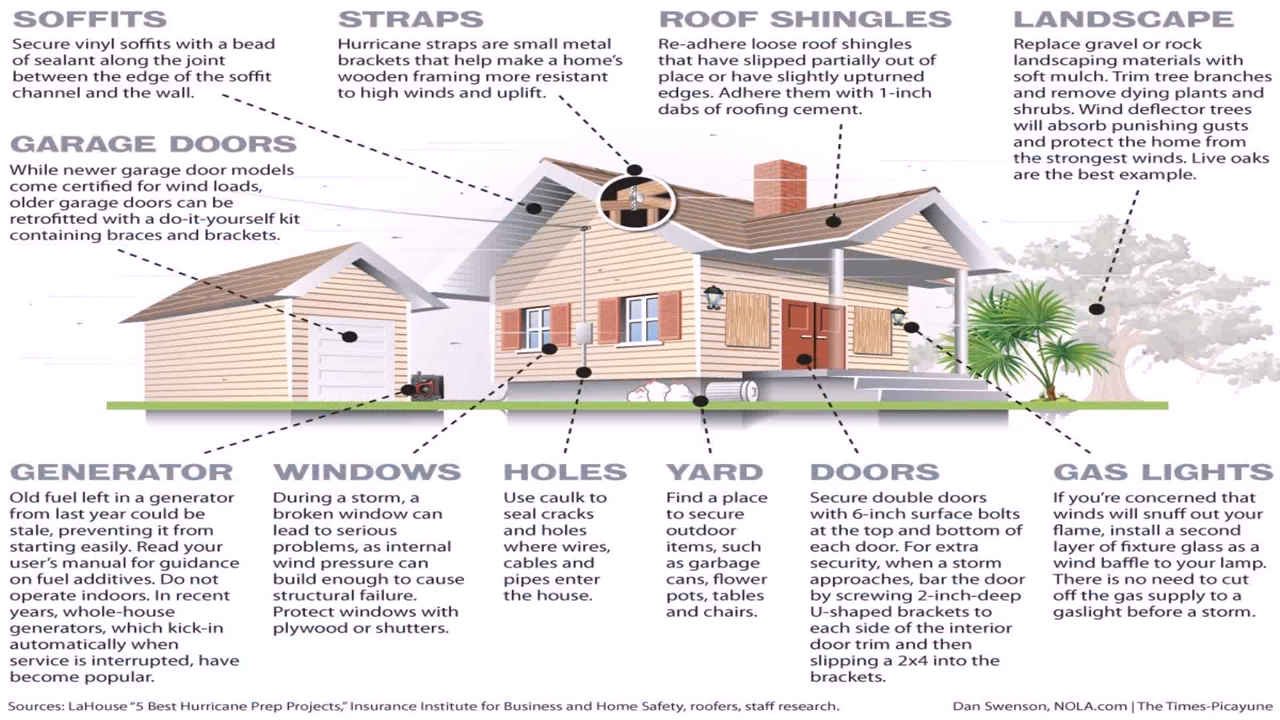 SOFFITS
Secure vinyl soffits with a bead
of sealant along the joint
between the edge of the soffit
channel and the wall.
STRAPS
Hurricane straps are small metal
brackets that help make a home's
wooden framing more resistant
to high winds and uplift.
ROOF SHINGLES
Re-adhere loose roof shingles
that have slipped partially out of
place or have slightly upturned
edges. Adhere them with 1-inch
dabs of roofing cement.
LANDSCAPE
Replace gravel or rock
landscaping materials with
soft mulch. Trim tree branches
and remove dying plants and
shrubs. Wind deflector trees
will absorb punishing gusts
and protect the home from
the strongest winds. Live oaks
are the best example.
GARAGE DOORS
While newer garage door models
come certified for wind loads,
older garage doors can be
retrofitted with a do-it-yourself kit
containing braces and brackets.
GENERATOR
Old fuel left in a generator
from last year could be
stale, preventing it from
starting easily. Read your
user's manual for guidance
on fuel additives. Do not
operate indoors. In recent
years, whole-house
generators, which kick-in
automatically when
service is interrupted, have
become popular.
WINDOWS
During a storm, a
broken window can
lead to serious
problems, as internal
wind pressure can
build enough to cause
structural failure.
Protect windows with
plywood or shutters.
HOLES
Use caulk to
seal cracks
and holes
where wires,
cables and
pipes enter
the house.
YARD
Find a place
to secure
outdoor
items, such
as garbage
cans, flower
pots, tables
and chairs.
DOORS
Secure double doors
with 6-inch surface bolts
at the top and bottom of
each door. For extra
security, when a storm
approaches, bar the door
by screwing 2-inch-deep
U-shaped brackets to
each side of the interior
door trim and then
slipping a 2x4 into the
brackets.
GAS LIGHTS
If you're concerned that
winds will snuff out your
flame, install a second
layer of fixture glass as a
wind baffle to your lamp.
There is no need to cut
off the gas supply to a
gaslight before a storm.
Sources: LaHouse "5 Best Hurricane Prep Projects," Insurance Institute for Business and Home Safety, roofers, staff research.
Dan Swenson, NOLA.com | The Times-Picayune